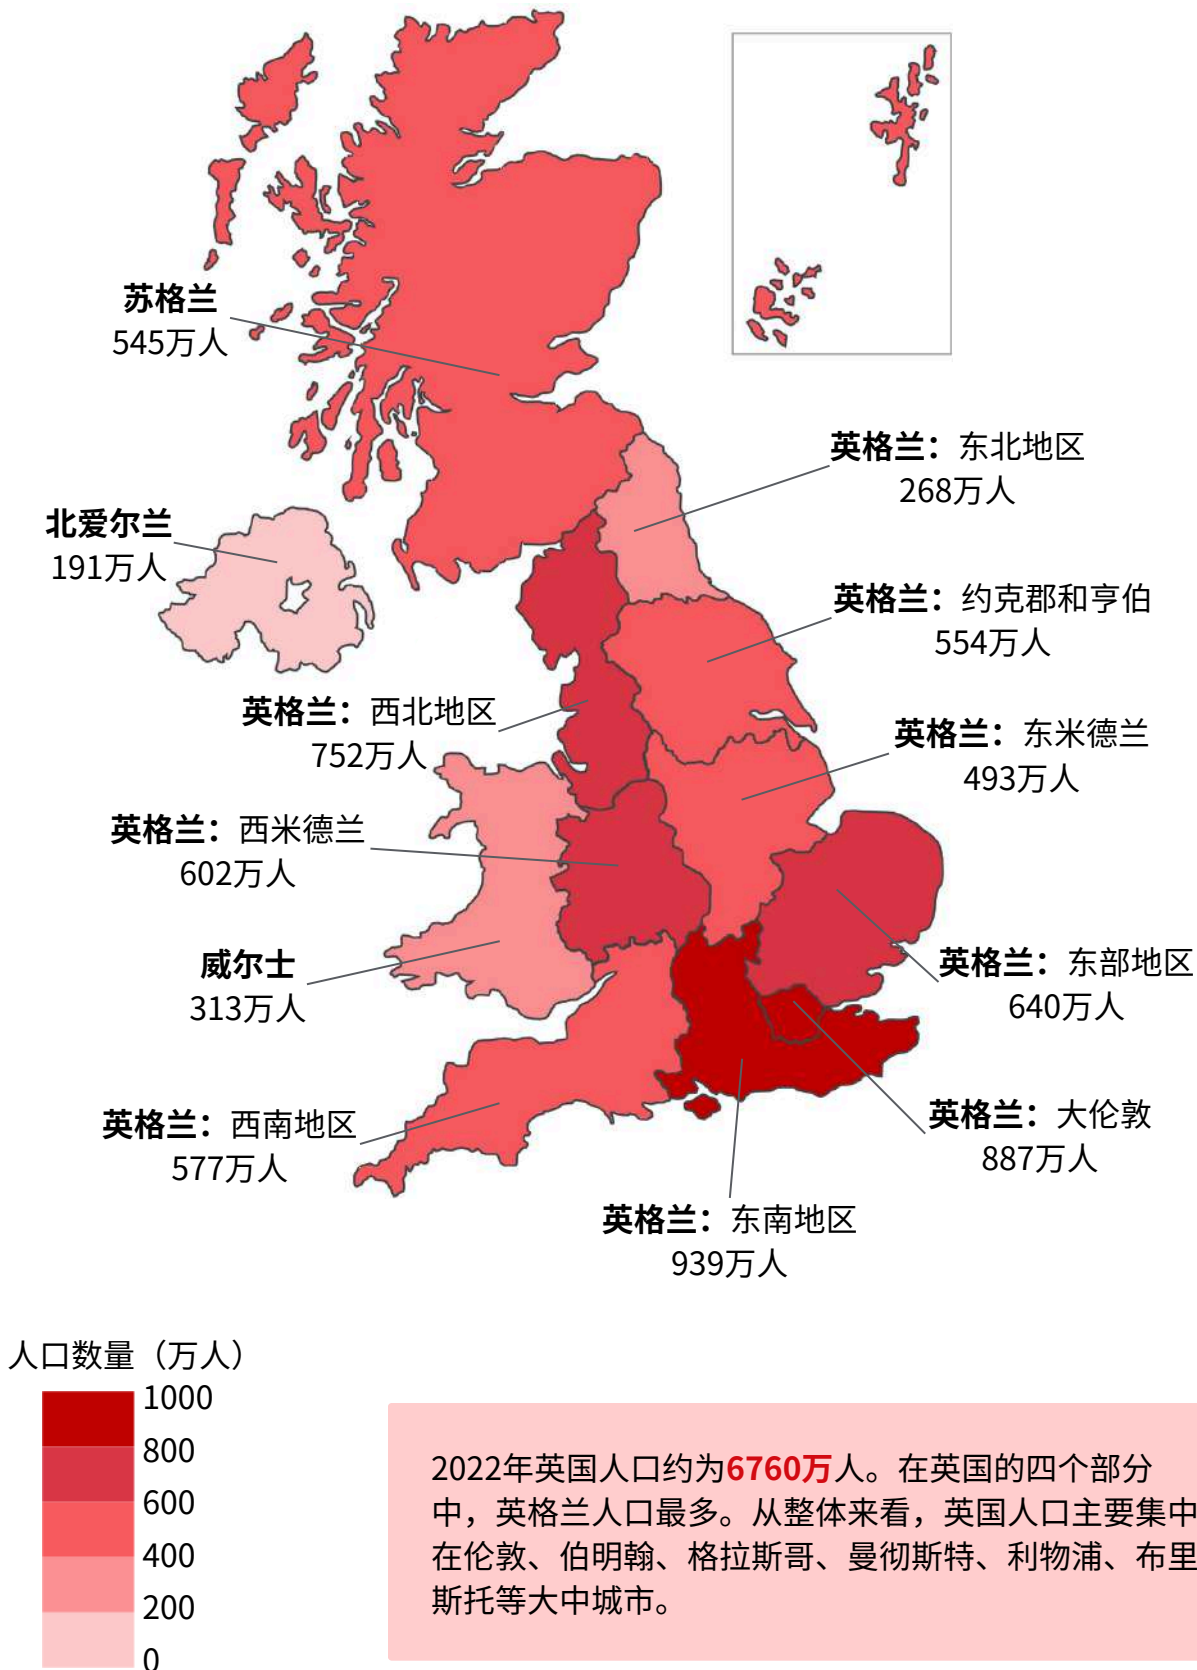 苏格兰
545万人
英格兰：东北地区
268万人
北爱尔兰
191万人
英格兰：约克郡和亨伯
554万人
英格兰：西北地区
752万人
英格兰：东米德兰
493万人
英格兰：西米德兰
602万人
威尔士
313万人
英格兰：东部地区
640万人
英格兰：西南地区
577万人
英格兰：大伦敦
887万人
英格兰：东南地区
939万人
人口数量（万人）
1000
800
600
400
200
0
2022年英国人口约为6760万人。在英国的四个部分
中，英格兰人口最多。从整体来看，英国人口主要集中
在伦敦、伯明翰、格拉斯哥、曼彻斯特、利物浦、布里
斯托等大中城市。